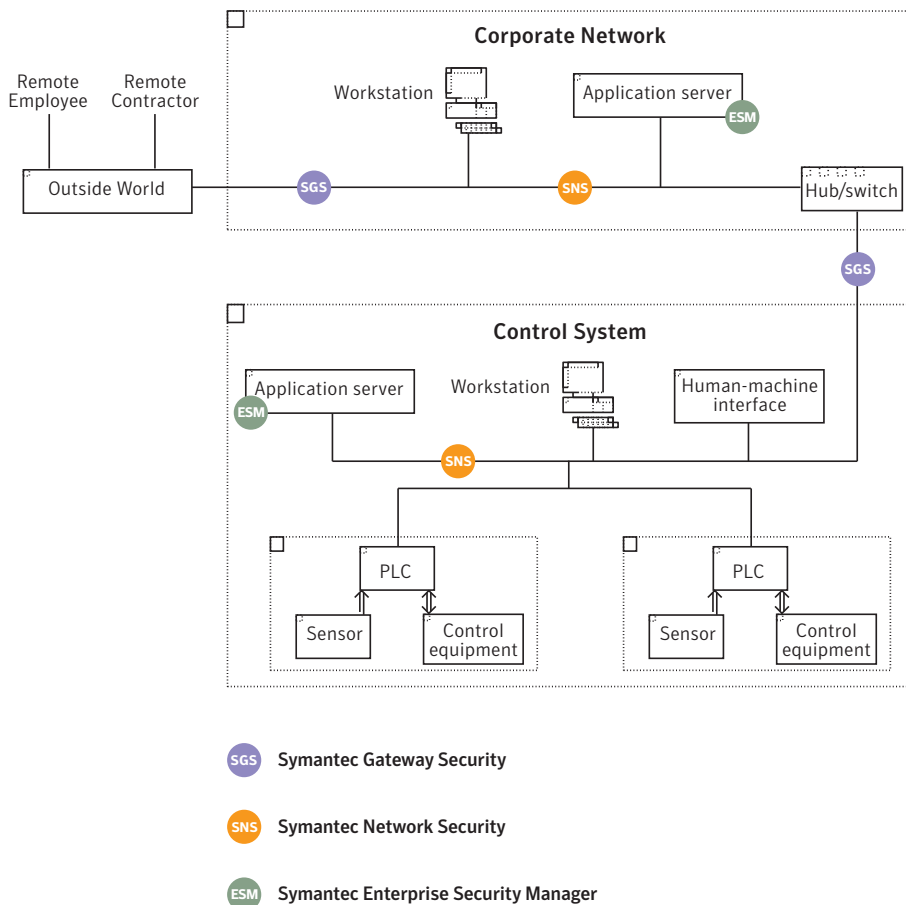 Corporate Network
Remote
Employee
Remote
Contractor
Workstation
Application server
ESM
Outside World
SGS
SNS
Hub/switch
SGS
Control System
Application server
ESM
Workstation
Human-machine
interface
SNS
PLC
Sensor
Control
equipment
PLC
Sensor
Control
equipment
SGS Symantec Gateway Security
SNS Symantec Network Security
ESM Symantec Enterprise Security Manager